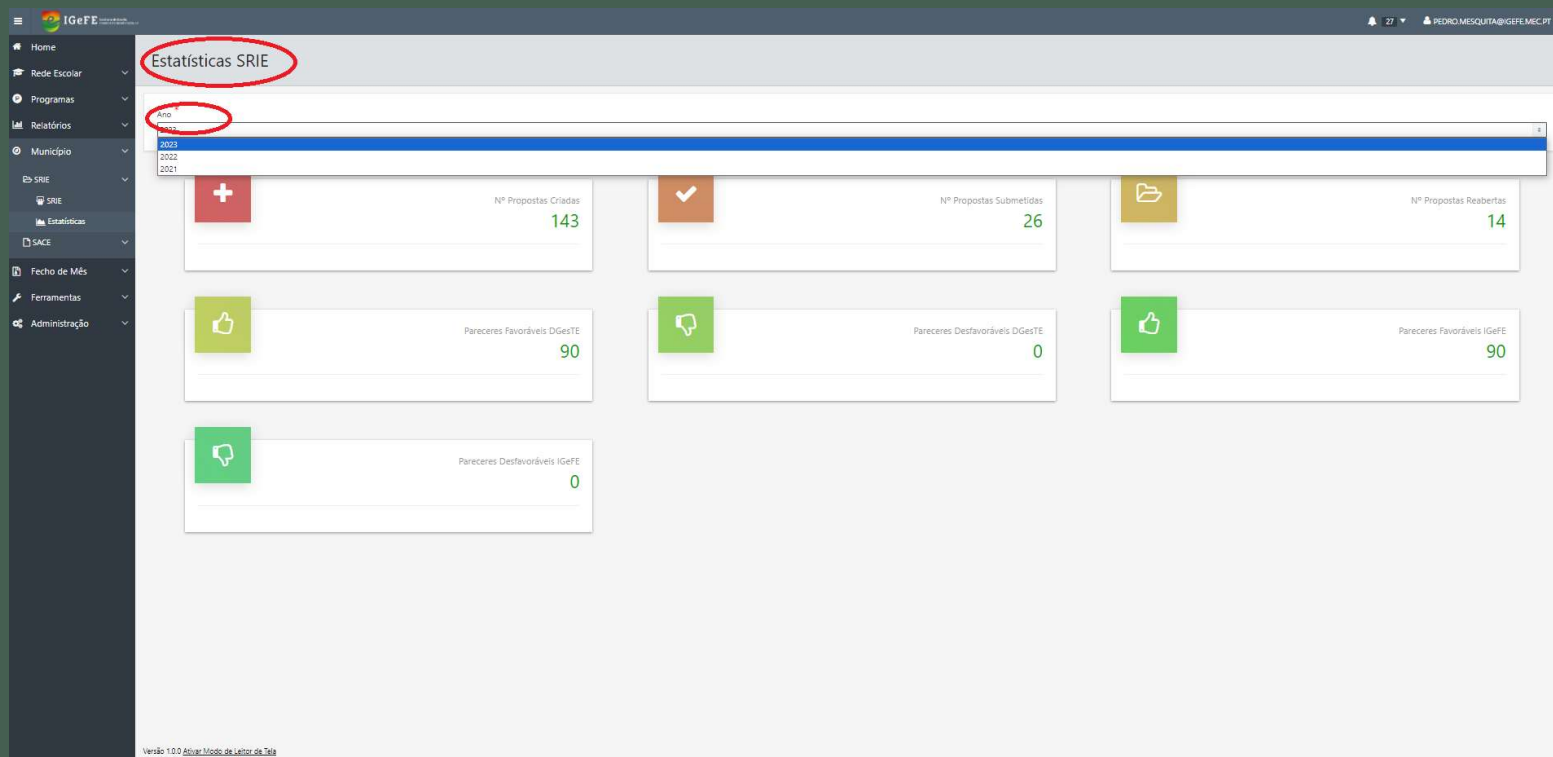 IGeFE
27
PEDRO.MESQUITA@IGEFE.MEC.PT
Home
Rede Escolar
Programas
Relatórios
Município
SRIE
SRIE
Estatísticas
SACE
Fecho de Mês
Ferramentas
Administração
Estatísticas SRIE
Ano *
2023
2022
2021
Nº Propostas Criadas
143
Nº Propostas Submetidas
26
Nº Propostas Reabertas
14
Pareceres Favoráveis DGesTE
90
Pareceres Desfavoráveis DGesTE
0
Pareceres Favoráveis IGeFE
90
Pareceres Desfavoráveis IGeFE
0
Versão 1.0.0 Ativar Modo de Leitor de Tela